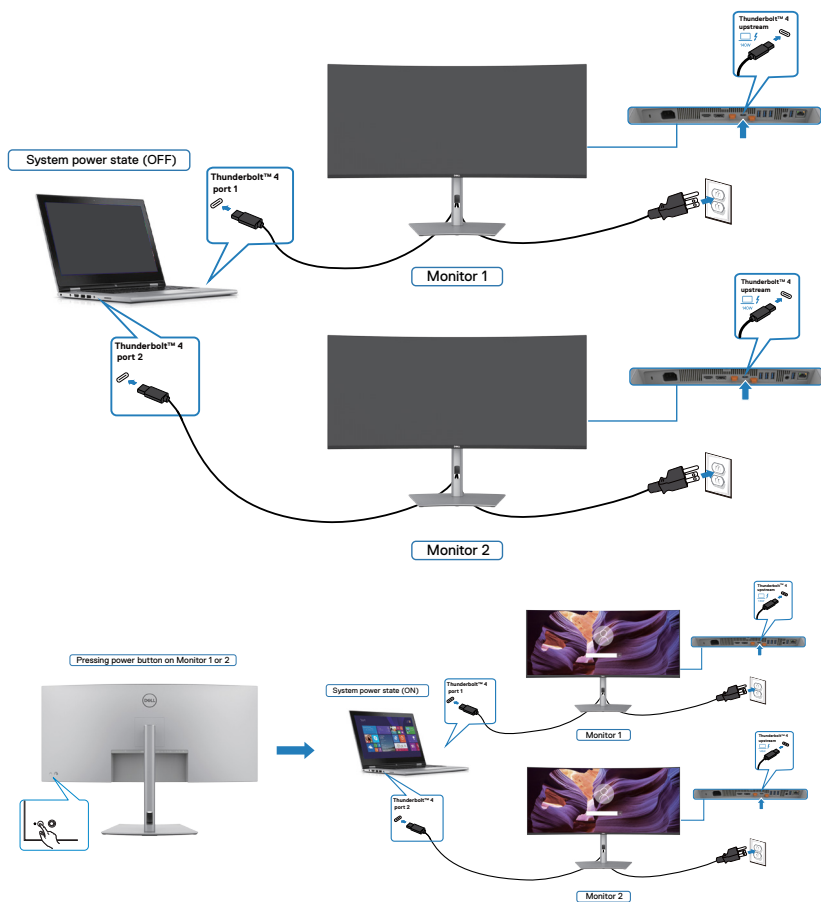 Thunderbolt™ 4
upstream
140W
System power state (OFF)
Thunderbolt™ 4
port 1
Monitor 1
Thunderbolt™ 4
upstream
140W
Thunderbolt™ 4
port 2
Monitor 2
Pressing power button on Monitor 1 or 2
DELL
System power state (ON)
Thunderbolt™ 4
port 1
Thunderbolt™ 4
upstream
Monitor 1
Thunderbolt™ 4
port 2
Thunderbolt™ 4
upstream
Monitor 2